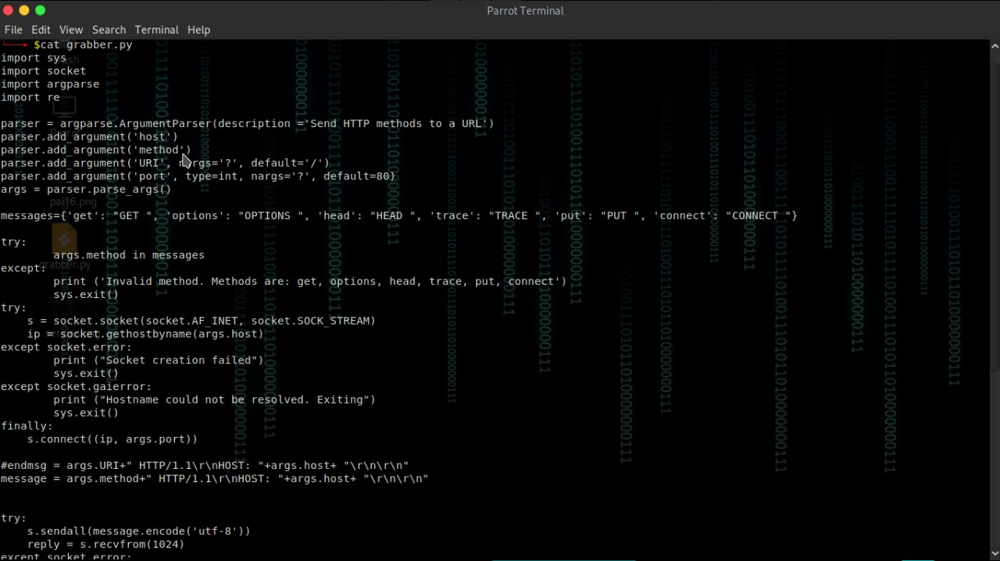 Parrot Terminal
File Edit View Search Terminal Help
$cat grabber.py
import sys
import socket
import argparse
import re
parser = argparse.ArgumentParser(description ='Send HTTP methods to a URL')
parser.add_argument('host')
parser.add_argument('method')
parser.add_argument('URI', nargs='?', default='/')
parser.add_argument('port', type=int, nargs='?', default=80)
args = parser.parse_args()
part6.png
messages={'get': "GET ", 'options': "OPTIONS ", 'head': "HEAD ", 'trace': "TRACE ", 'put': "PUT ", 'connect': "CONNECT "}
try:
args.method in messages
grabber.py
except:
print ('Invalid method. Methods are: get, options, head, trace, put, connect')
sys.exit()
try:
s = socket.socket(socket.AF_INET, socket.SOCK_STREAM)
ip = socket.gethostbyname(args.host)
except socket.error:
print ("Socket creation failed")
sys.exit()
except socket.gaierror:
print ("Hostname could not be resolved. Exiting")
sys.exit()
finally:
s.connect((ip, args.port))
#endmsg = args.URI+" HTTP/1.1\r\nHOST: "+args.host+ "\r\n\r\n"
message = args.method+" HTTP/1.1\r\nHOST: "+args.host+ "\r\n\r\n"
try:
s.sendall(message.encode('utf-8'))
reply = s.recvfrom(1024)
except socket.error: